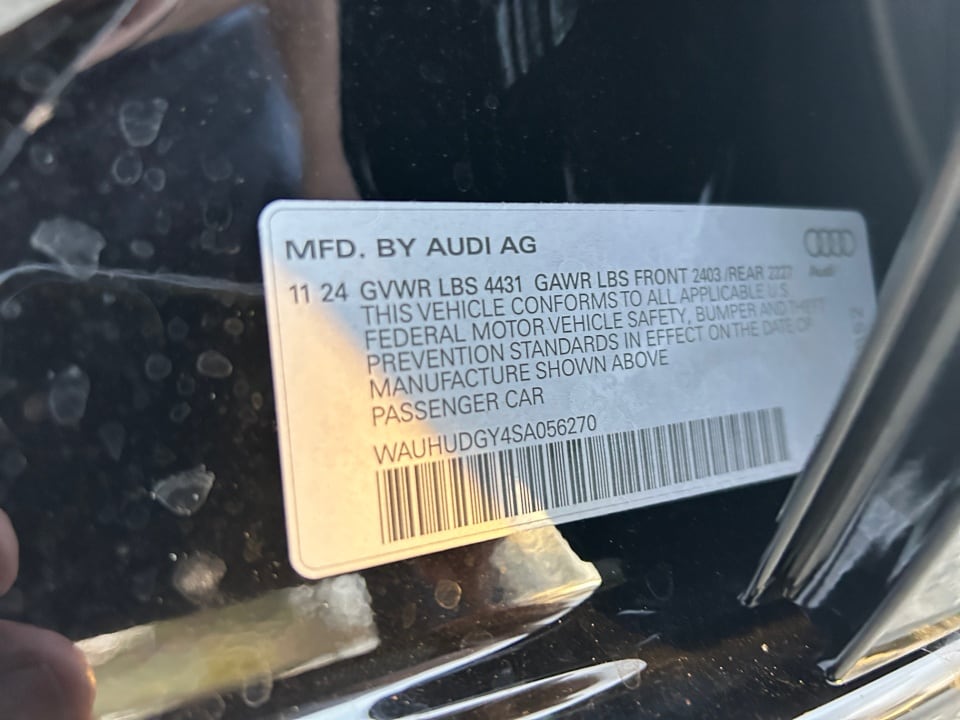 MFD. BY AUDI AG
Audi
11 24 GVWR LBS 4431 GAWR LBS FRONT 2403 /REAR 2227
THIS VEHICLE CONFORMS TO ALL APPLICABLE U.S.
FEDERAL MOTOR VEHICLE SAFETY, BUMPER AND THEFT
PREVENTION STANDARDS IN EFFECT ON THE DATE OF
MANUFACTURE SHOWN ABOVE
PASSENGER CAR
WAUHUDGY4SA056270